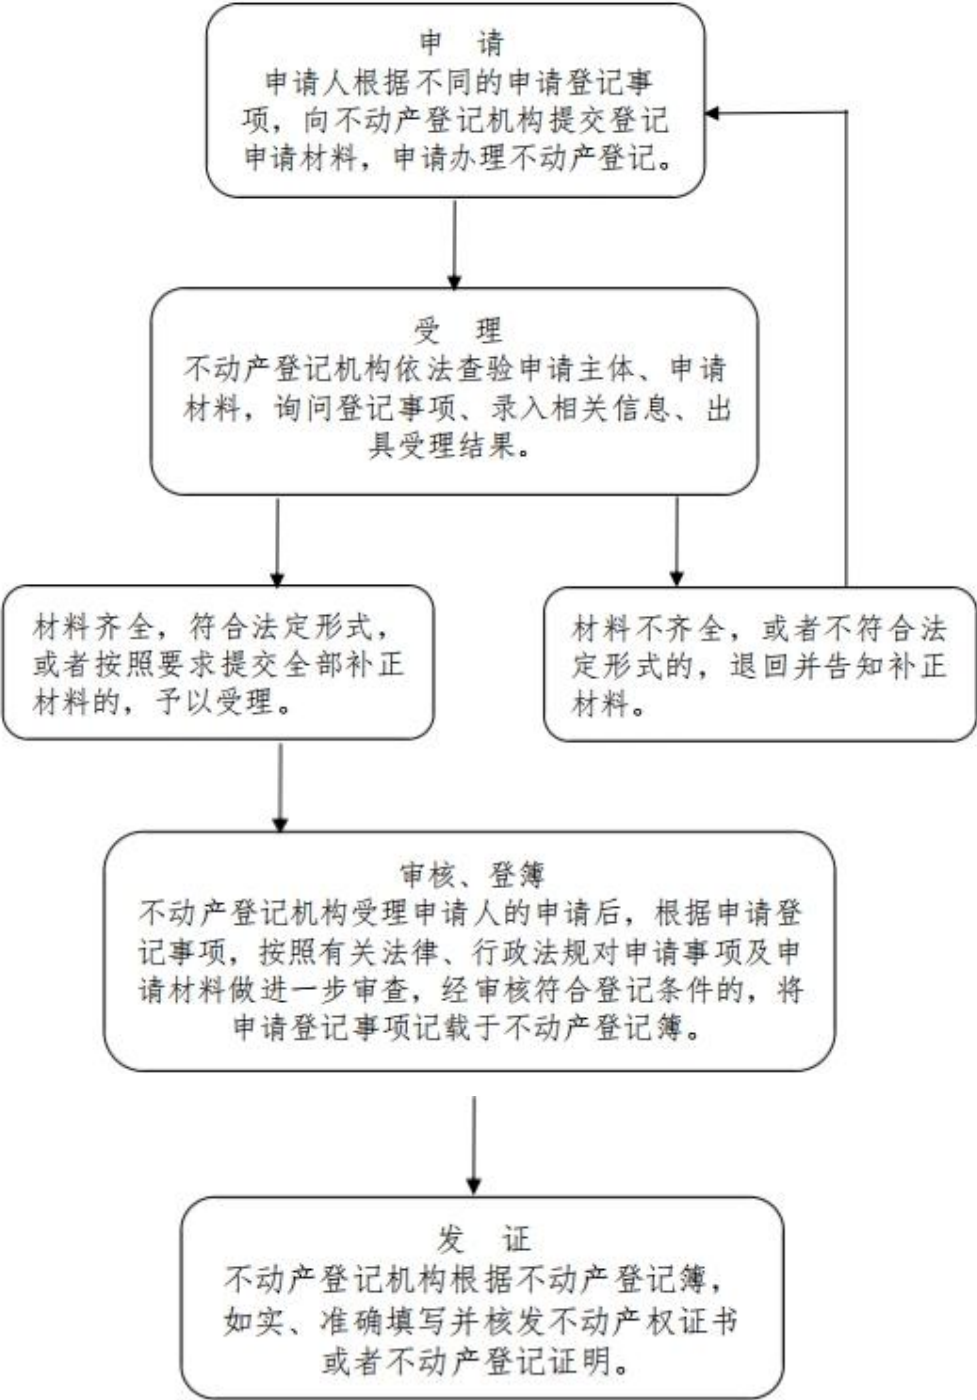 申 请
申请人根据不同的申请登记事
项，向不动产登记机构提交登记
申请材料，申请办理不动产登记。
受 理
不动产登记机构依法查验申请主体、申请
材料，询问登记事项、录入相关信息、出
具受理结果。
材料齐全，符合法定形式，
或者按照要求提交全部补正
材料的，予以受理。
材料不齐全，或者不符合法
定形式的，退回并告知补正
材料。
审核、登簿
不动产登记机构受理申请人的申请后，根据申请登
记事项，按照有关法律、行政法规对申请事项及申
请材料做进一步审查，经审核符合登记条件的，将
申请登记事项记载于不动产登记簿。
发 证
不动产登记机构根据不动产登记簿，
如实、准确填写并核发不动产权证书
或者不动产登记证明。